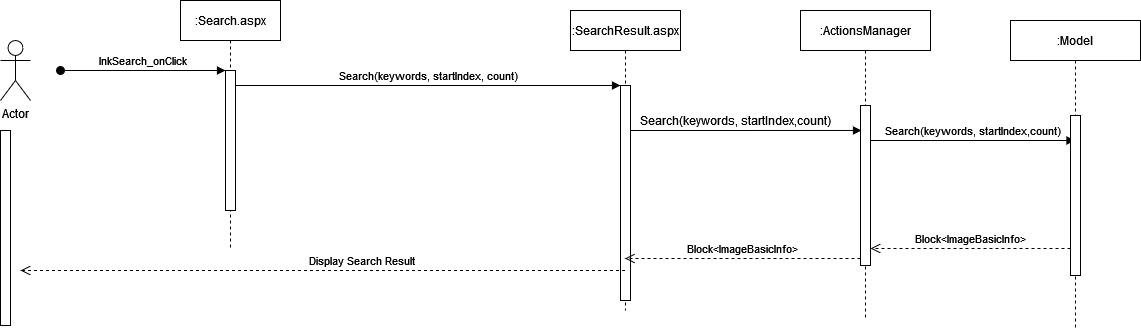 :Search.aspx
:SearchResult.aspx
:ActionsManager
:Model
InkSearch_onClick
Search(keywords, startIndex, count)
Actor
Search(keywords, startIndex,count)
Search(keywords, startIndex,count)
Block<ImageBasicInfo>
Block<ImageBasicInfo>
Display Search Result